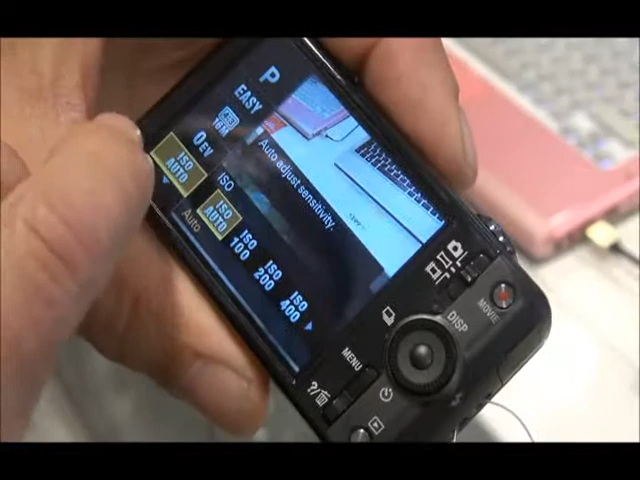 P
EASY
16M
0EV
ISO
AUTO
ISO
Auto adjust sensitivity.
ISO
AUTO
ISO
100
ISO
200
ISO
400
Auto
MOVIE
DISP
MENU
?/